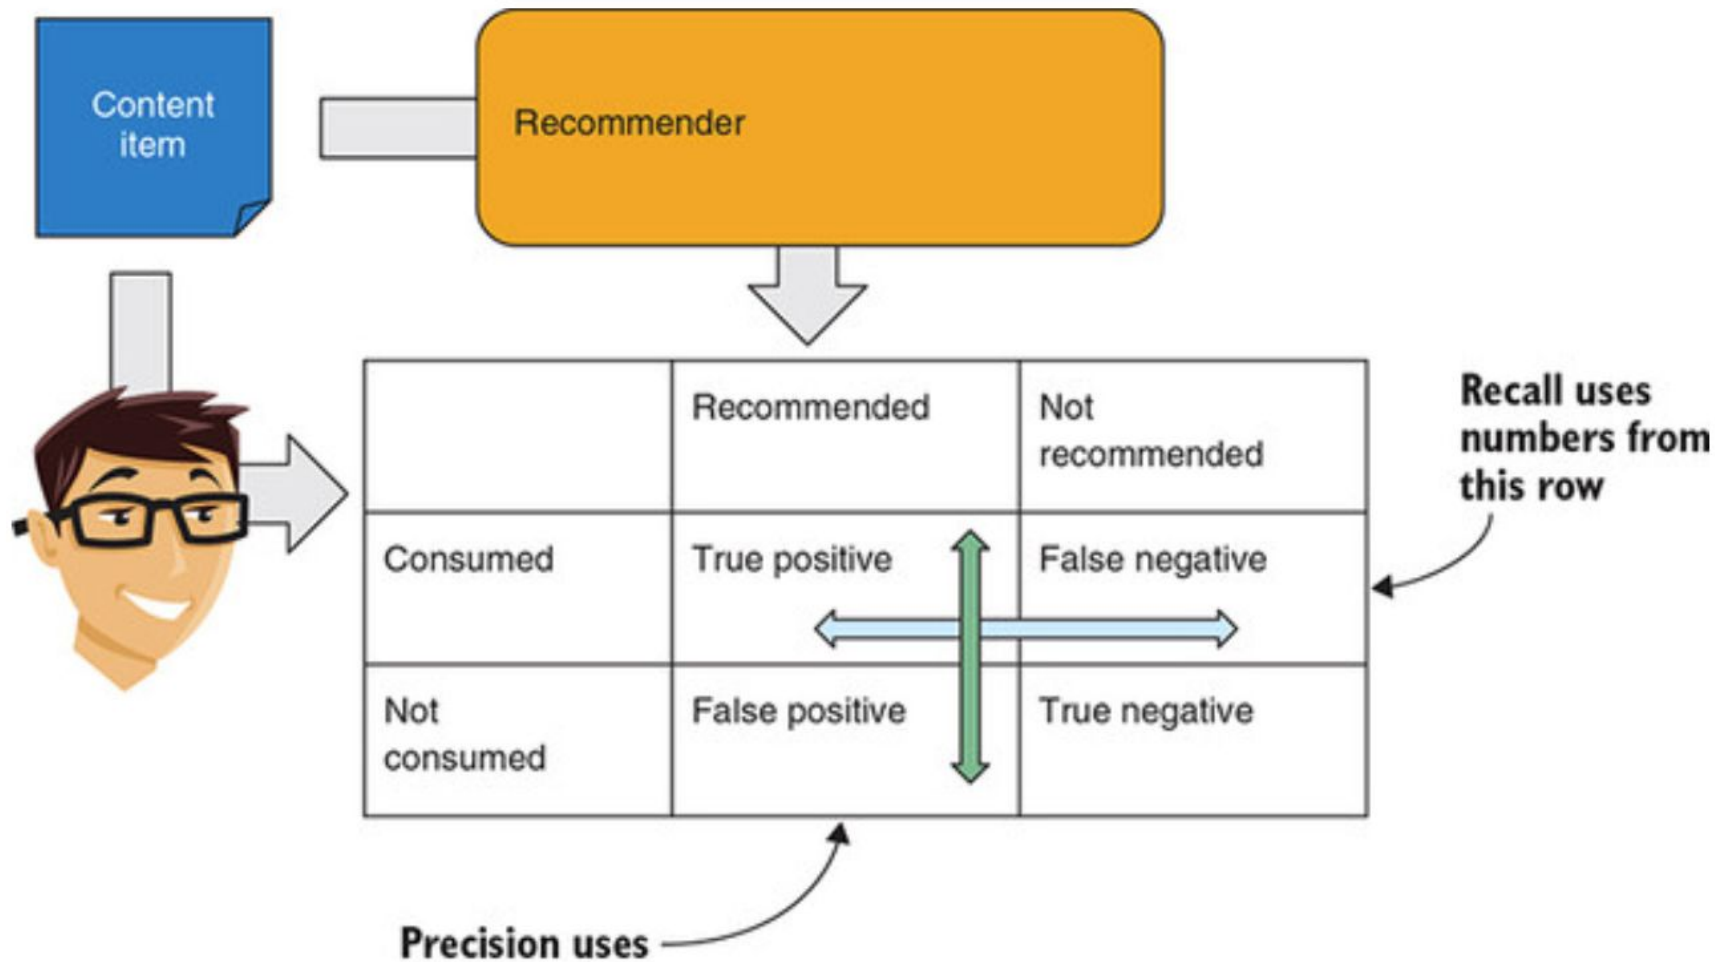 Content
item
Recommender
Recommended
Not
recommended
Recall uses
numbers from
this row
Consumed
True positive
False negative
Not
consumed
False positive
True negative
Precision uses